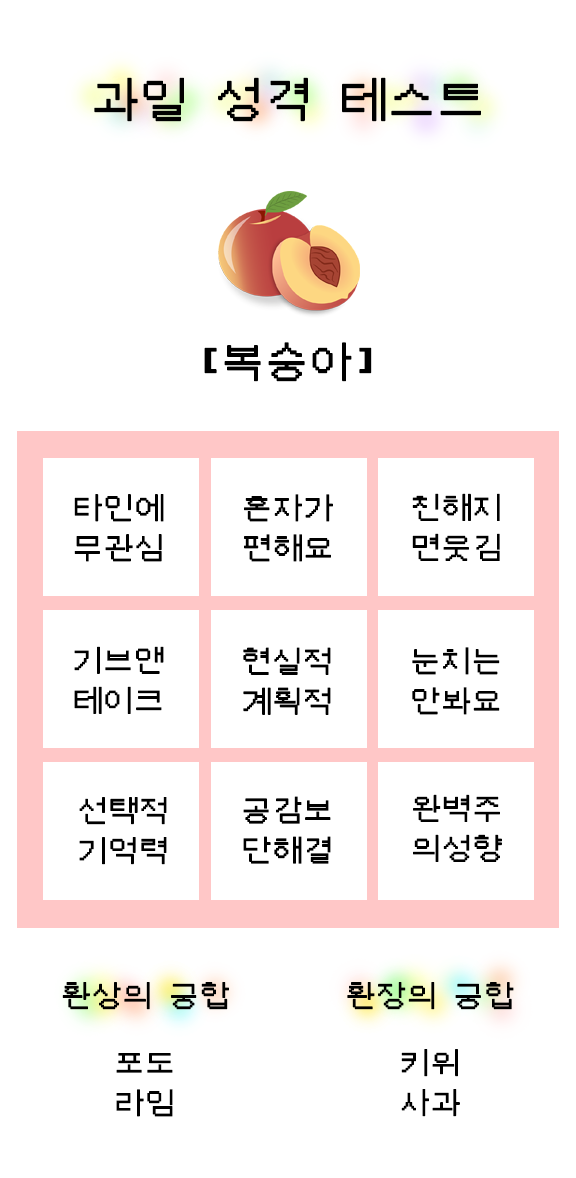 과일 성격 테스트
[복숭아]
타인에
무관심
혼자가
편해요
친해지
면웃김
기브앤
테이크
현실적
계획적
눈치는
안봐요
선택적
기억력
공감보
단해결
완벽주
의성향
환상의 궁합
포도
라임
환장의 궁합
키위
사과